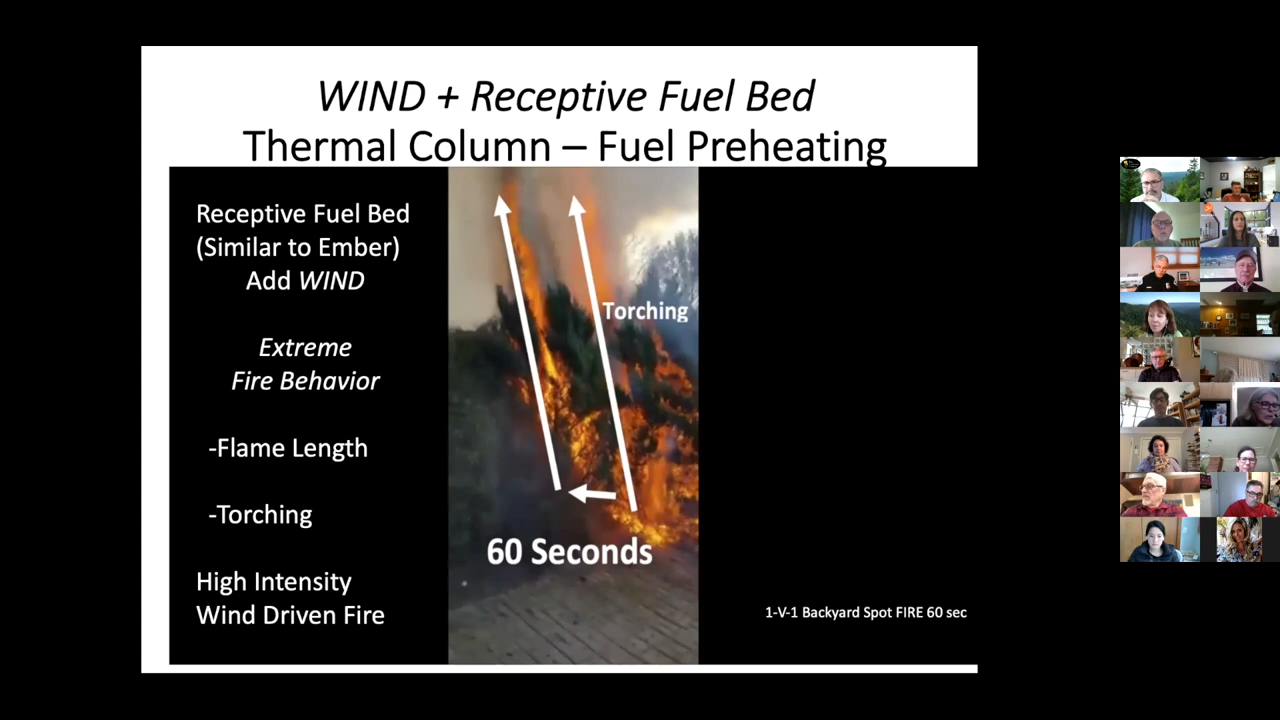 WIND + Receptive Fuel Bed
Thermal Column – Fuel Preheating
Receptive Fuel Bed
(Similar to Ember)
Add WIND
Extreme
Fire Behavior
-Flame Length
-Torching
High Intensity
Wind Driven Fire
Torching
60 Seconds
1-V-1 Backyard Spot FIRE 60 sec